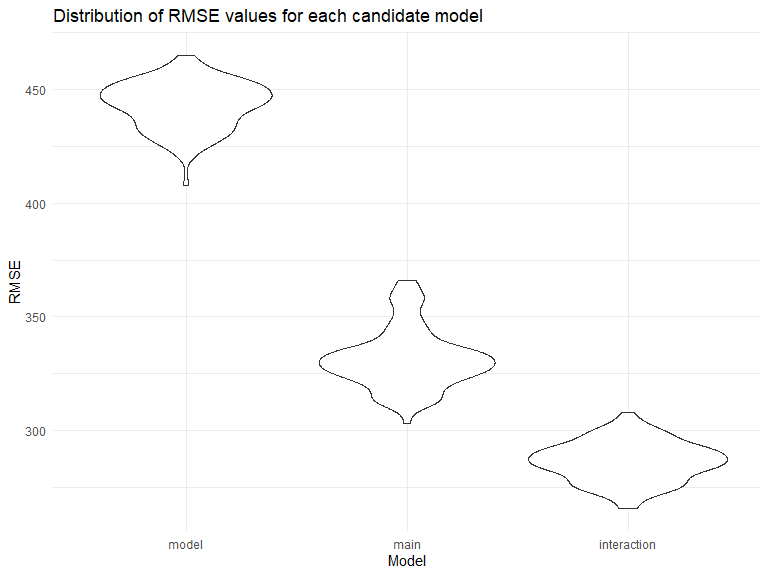 Distribution of RMSE values for each candidate model
450
400
350
300
RMSE
model main interaction
Model